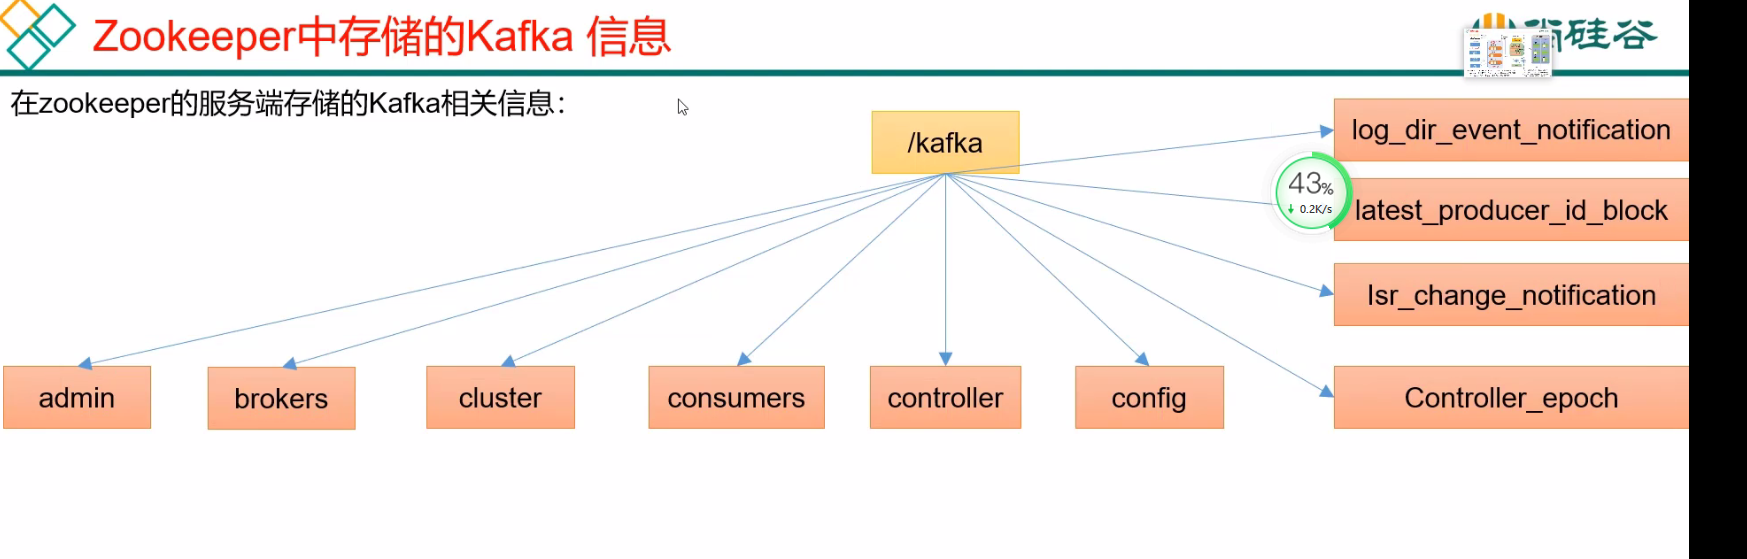 Zookeeper中存储的Kafka 信息
硅谷
在zookeeper的服务端存储的Kafka相关信息：
/kafka
log_dir_event_notification
43%
0.2K/s
latest_producer_id_block
Isr_change_notification
admin
brokers
cluster
consumers
controller
config
Controller_epoch